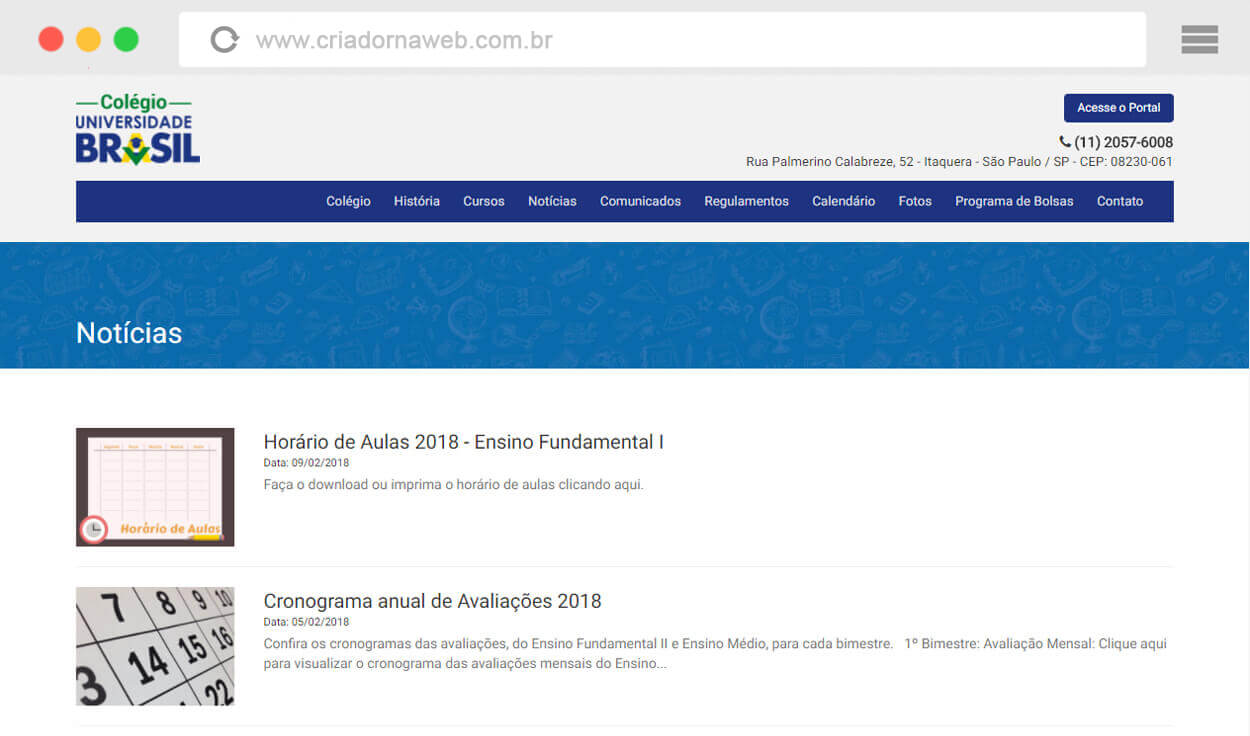 www.criadornaweb.com.br
Colégio
UNIVERSIDADE
BRASIL
Acesse o Portal
(11) 2057-6008
Rua Palmerino Calabreze, 52 - Itaquera - São Paulo / SP - CEP: 08230-061
Colégio História Cursos Notícias Comunicados Regulamentos Calendário Fotos Programa de Bolsas Contato
Notícias
Horário de Aulas
Horário de Aulas 2018 - Ensino Fundamental I
Data: 09/02/2018
Faça o download ou imprima o horário de aulas clicando aqui.
7 8 9 10
14 15 16
3 22
Cronograma anual de Avaliações 2018
Data: 05/02/2018
Confira os cronogramas das avaliações, do Ensino Fundamental II e Ensino Médio, para cada bimestre. 1º Bimestre: Avaliação Mensal: Clique aqui
para visualizar o cronograma das avaliações mensais do Ensino...